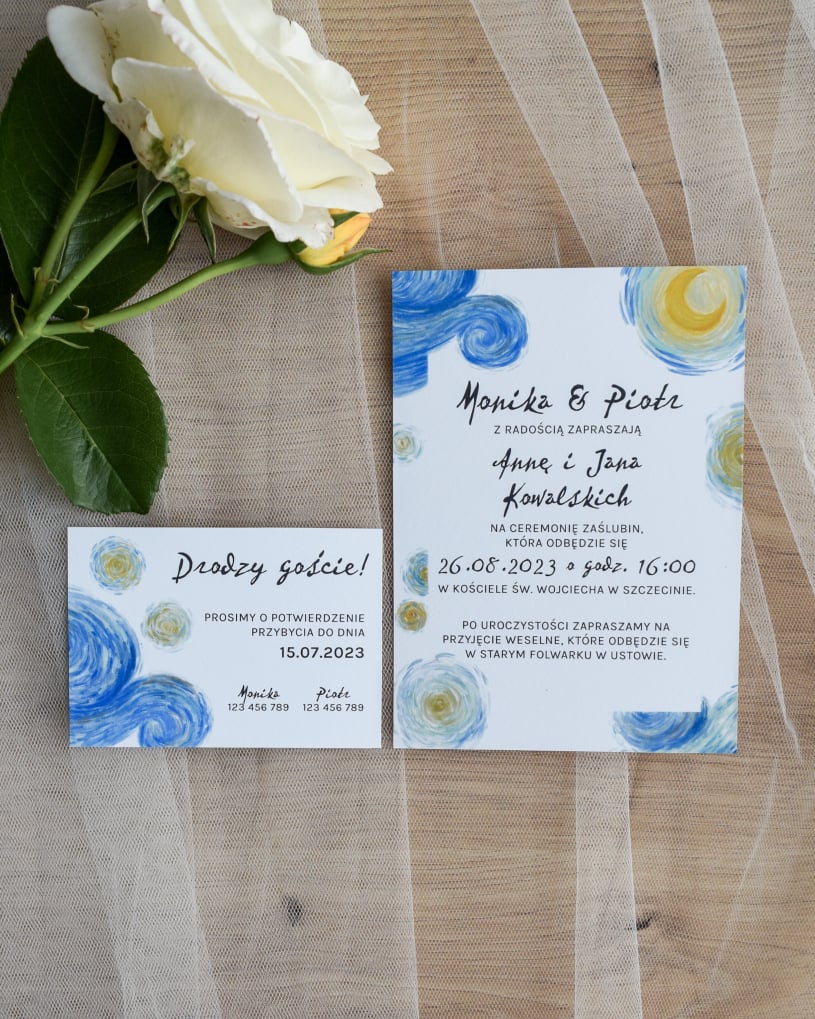 Drodzy goście!
PROSIMY O POTWIERDZENIE
PRZYBYCIA DO DNIA
15.07.2023
Monika Piotr
123 456 789 123 456 789
Monika & Piotr
Z RADOŚCIĄ ZAPRASZAJĄ
Annę i Jana
Kowalskich
NA CEREMONIĘ ZAŚLUBIN,
KTÓRA ODBĘDZIE SIĘ
26.08.2023 o godz. 16:00
W KOŚCIELE ŚW. WOJCIECHA W SZCZECINIE.
PO UROCZYSTOŚCI ZAPRASZAMY NA
PRZYJĘCIE WESELNE, KTÓRE ODBĘDZIE SIĘ
W STARYM FOLWARKU W USTOWIE.